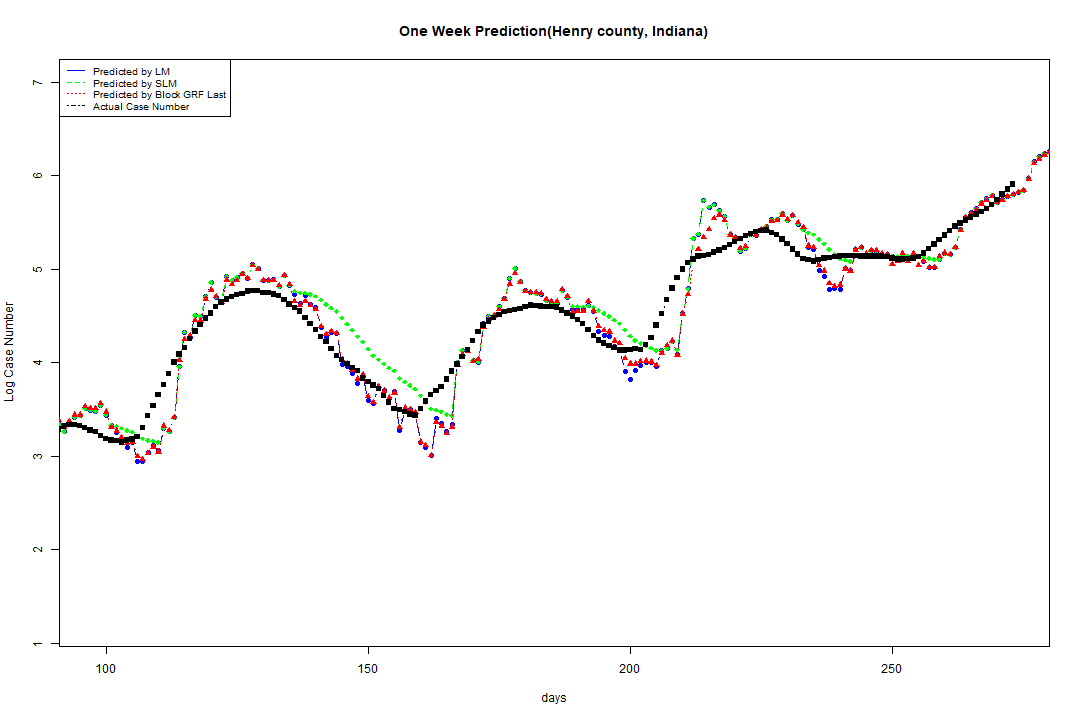 One Week Prediction(Henry county, Indiana)
Predicted by LM
Predicted by SLM
Predicted by Block GRF Last
Actual Case Number
7
6
5
4
3
2
1
Log Case Number
100 150 200 250
days